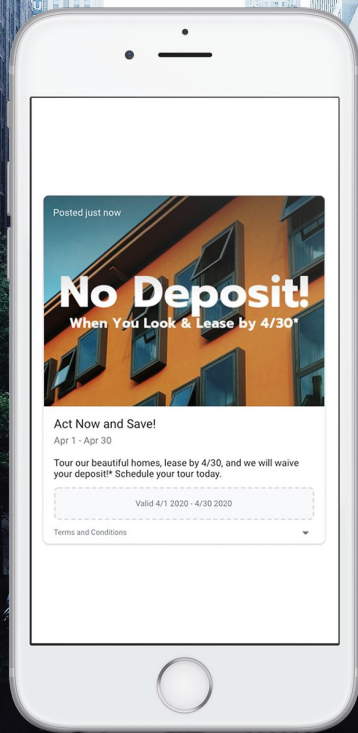 Posted just now
No Deposit!
When You Look & Lease by 4/30*
Act Now and Save!
Apr 1 - Apr 30
Tour our beautiful homes, lease by 4/30, and we will waive
your deposit!* Schedule your tour today.
Valid 4/1 2020 - 4/30 2020
Terms and Conditions